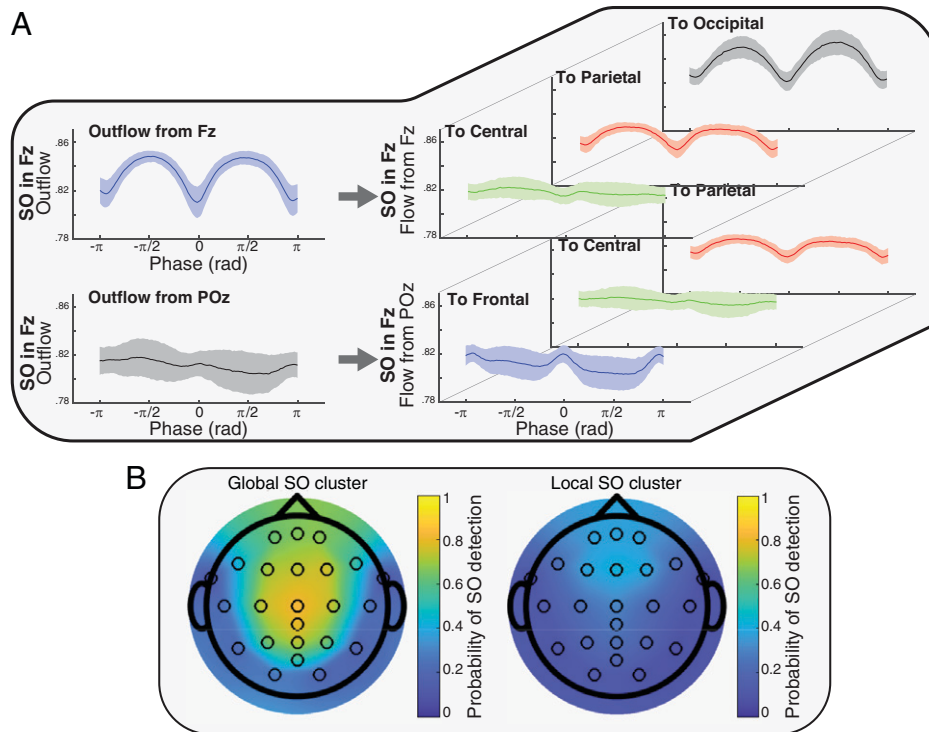 A
To Occipital
To Parietal
Outflow from Fz
To Central
SO in Fz
Outflow
.86
.82
.78
-π
-π/2
0
π/2
π
Phase (rad)
SO in Fz
Flow from Fz
.86
.82
.78
To Parietal
To Central
Outflow from POz
To Frontal
SO in Fz
Outflow
.86
.82
.78
-π
-π/2
0
π/2
π
Phase (rad)
SO in Fz
Flow from POz
.86
.82
.78
-π
-π/2
0
π/2
π
Phase (rad)
B
Global SO cluster
1
0.8
0.6
0.4
0.2
0
Probability of SO detection
Local SO cluster
1
0.8
0.6
0.4
0.2
0
Probability of SO detection